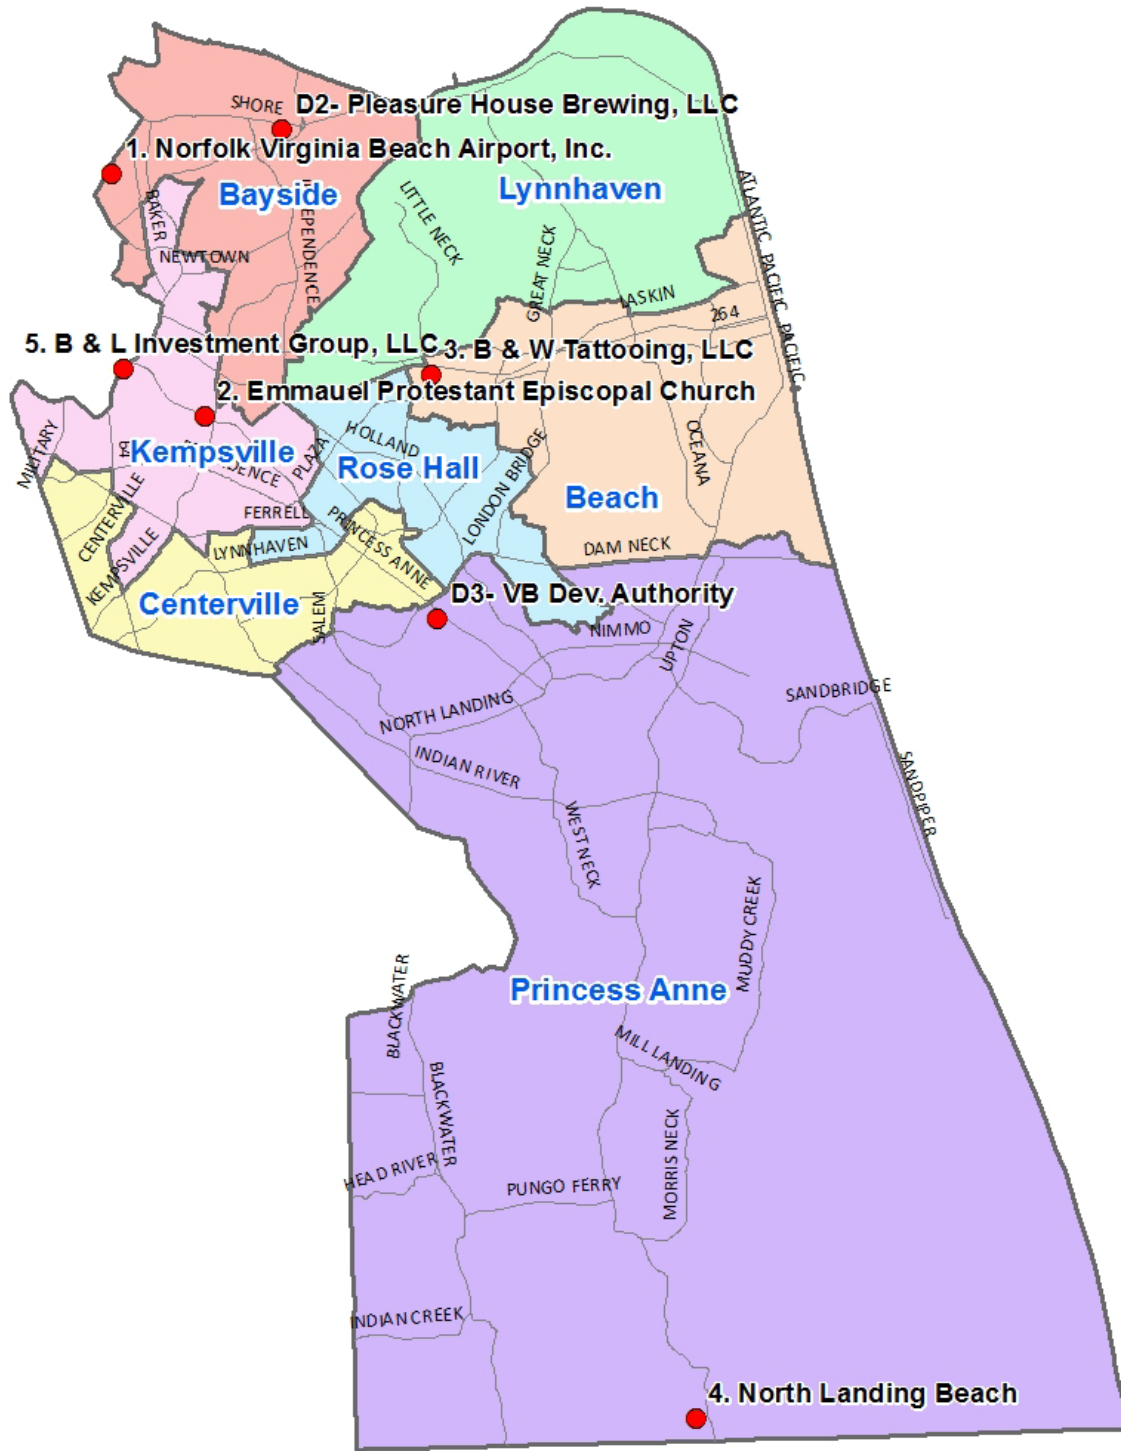 SHORE
D2- Pleasure House Brewing, LLC
1. Norfolk Virginia Beach Airport, Inc.
Bayside
Lynnhaven
BAKER
LITTLE NECK
ATLANTIC
PACIFIC
PACIFIC
NEWTOWN
GREAT NECK
LASKIN
264
5. B & L Investment Group, LLC
3. B & W Tattooing, LLC
2. Emmauel Protestant Episcopal Church
MILITARY
Kempsville
PLAZA
HOLLAND
Rose Hall
LONDON BRIDGE
OCEANA
Beach
CENTERVILLE
KEMPSVILLE
FERRELL
PRINCESS ANNE
LYNNHAVEN
DAM NECK
Centerville
SALEM
D3- VB Dev. Authority
NIMMO
UPTON
SANDBRIDGE
NORTH LANDING
INDIAN RIVER
SANDPIPER
WEST NECK
MUDDY CREEK
Princess Anne
BLACKWATER
MILL LANDING
BLACKWATER
MORRIS NECK
HEAD RIVER
PUNGO FERRY
INDIAN CREEK
4. North Landing Beach